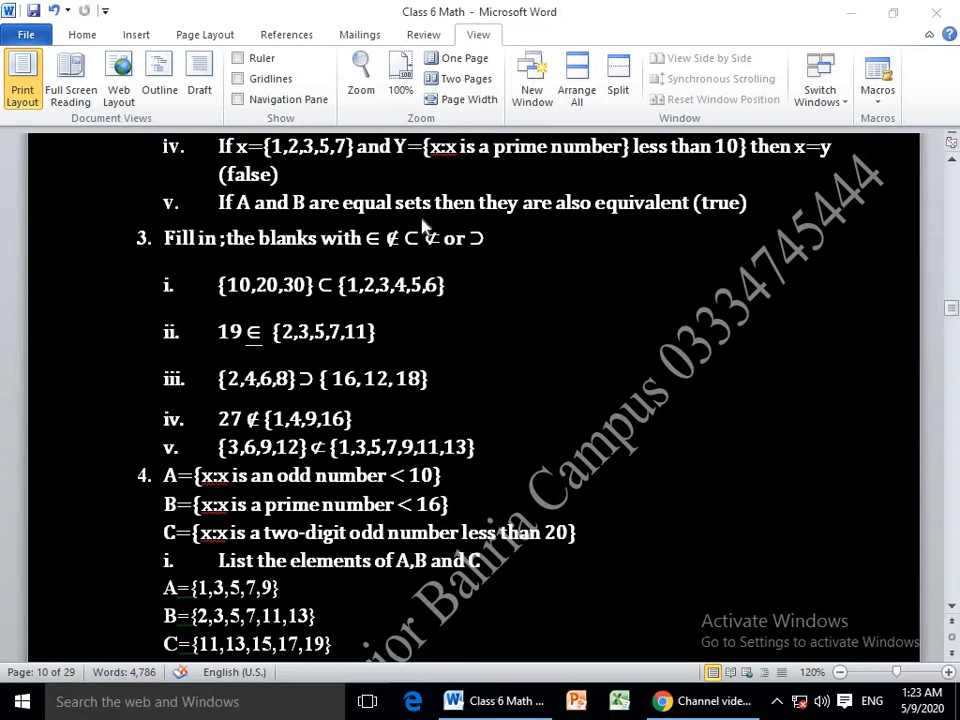 Class 6 Math - Microsoft Word
File Home Insert Page Layout References Mailings Review View
Print Layout Full Screen Reading Web Layout Outline Draft
Document Views
Ruler
Gridlines
Navigation Pane
Show
Zoom 100%
One Page
Two Pages
Page Width
Zoom
New Window Arrange All Split
View Side by Side
Synchronous Scrolling
Reset Window Position
Switch Windows
Window
Macros
Macros
iv. If x={1,2,3,5,7} and Y={x:x is a prime number} less than 10} then x=y
(false)
v. If A and B are equal sets then they are also equivalent (true)
3. Fill in ;the blanks with ∈ ∉ ⊂ ⊄ or ⊃
i. {10,20,30} ⊂ {1,2,3,4,5,6}
ii. 19 ∈ {2,3,5,7,11}
iii. {2,4,6,8} ⊃ { 16, 12, 18}
iv. 27 ∉ {1,4,9,16}
v. {3,6,9,12} ⊄ {1,3,5,7,9,11,13}
4. A={x:x is an odd number < 10}
B={x:x is a prime number < 16}
C={x:x is a two-digit odd number less than 20}
i. List the elements of A,B and C
A={1,3,5,7,9}
B={2,3,5,7,11,13}
C={11,13,15,17,19}
ior Bahria Campus 03334745444
Activate Windows
Go to Settings to activate Windows
Page: 10 of 29 Words: 4,786 English (U.S.) 120%
Search the web and Windows
Class 6 Math ...
Channel vide...
ENG
1:23 AM
5/9/2020